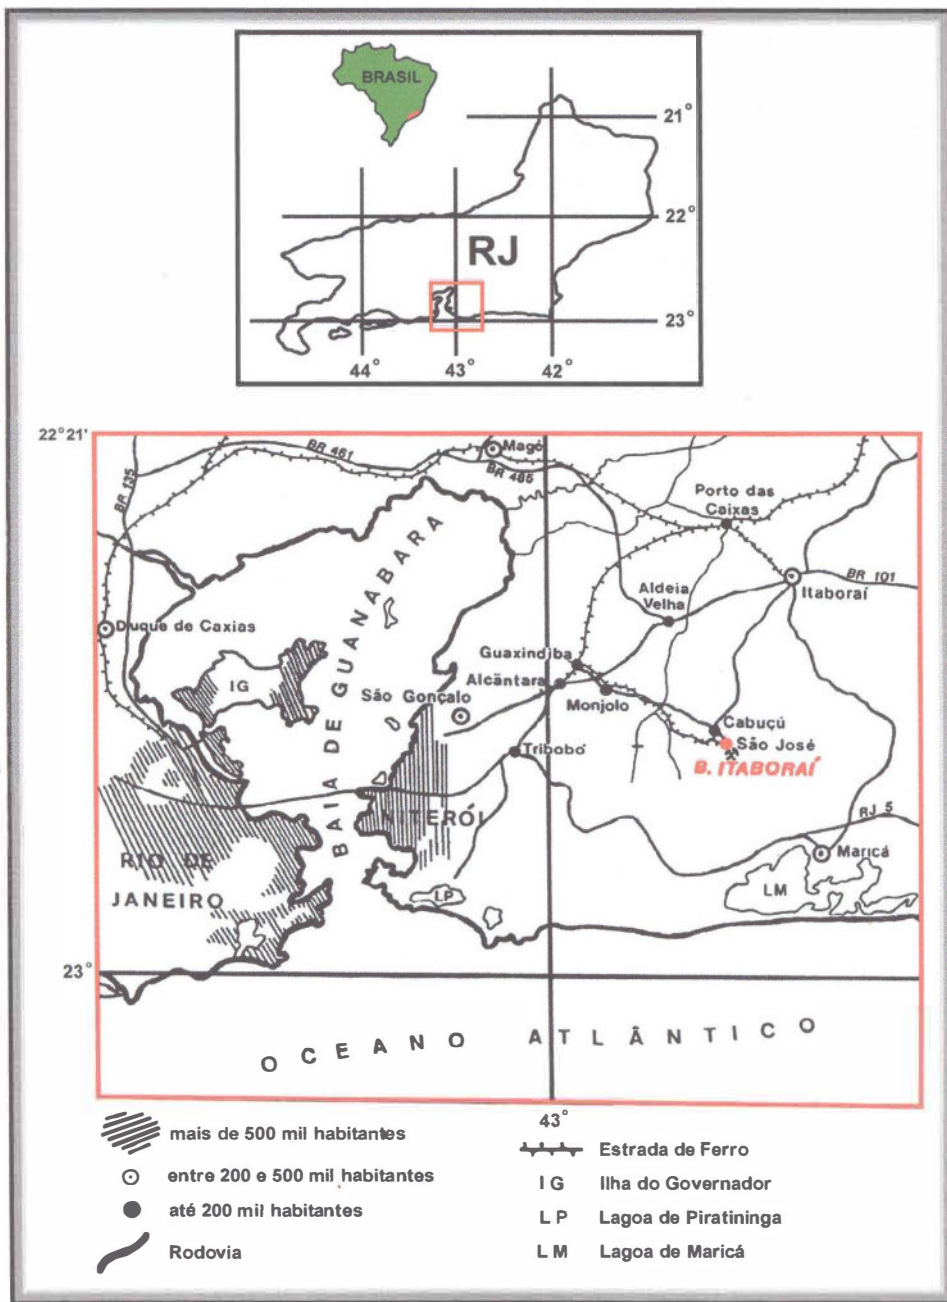 BRASIL
21°
22°
RJ
23°
44°
43°
42°
22°21'
BR 135
BR 461
Magé
BR 485
Porto das
Caixas
BAIA DE GUANABARA
Aldeia
Velha
Itaboraí
BR 101
Duque de Caxias
IG
Guaxindiba
Alcântara
São Gonçalo
Monjolo
Cabuçú
São José
B. ITABORAÍ
Tribobó
NITERÓI
RJ 5
Maricá
RIO DE
JANEIRO
LP
LM
23°
OCEANO ATLÂNTICO
43°
mais de 500 mil habitantes
entre 200 e 500 mil habitantes
até 200 mil habitantes
Rodovia
Estrada de Ferro
IG Ilha do Governador
LP Lagoa de Piratininga
LM Lagoa de Maricá